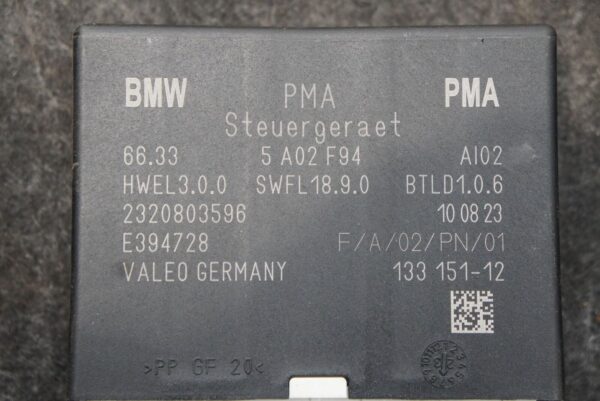 BMW PMA PMA
Steuergeraet
66.33 5 A02 F94 AI02
HWEL3.0.0 SWFL18.9.0 BTLD1.0.6
2320803596 10 08 23
E394728 F/A/02/PN/01
VALEO GERMANY 133 151-12
>PP GF 20<